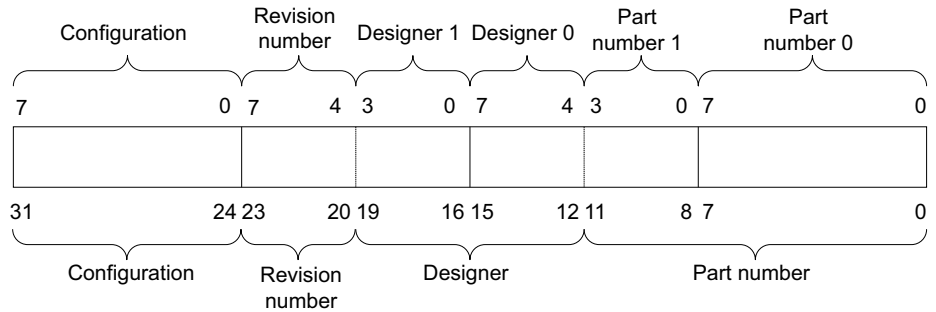 Configuration
Revision
number
Designer 1
Designer 0
Part
number 1
Part
number 0
7 0 7 4 3 0 7 4 3 0 7 0
31 24 23 20 19 16 15 12 11 8 7 0
Configuration
Revision
number
Designer
Part number